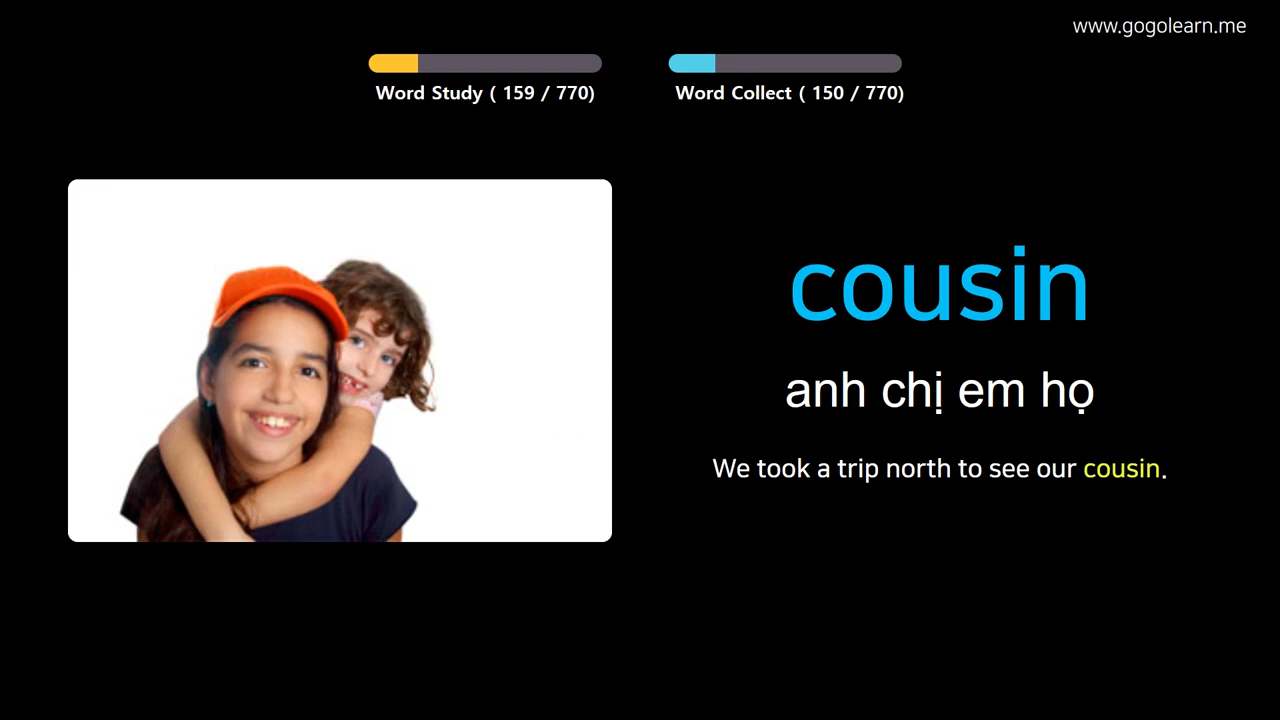 www.gogolearn.me
Word Study ( 159 / 770)
Word Collect ( 150 / 770)
cousin
anh chị em họ
We took a trip north to see our cousin.